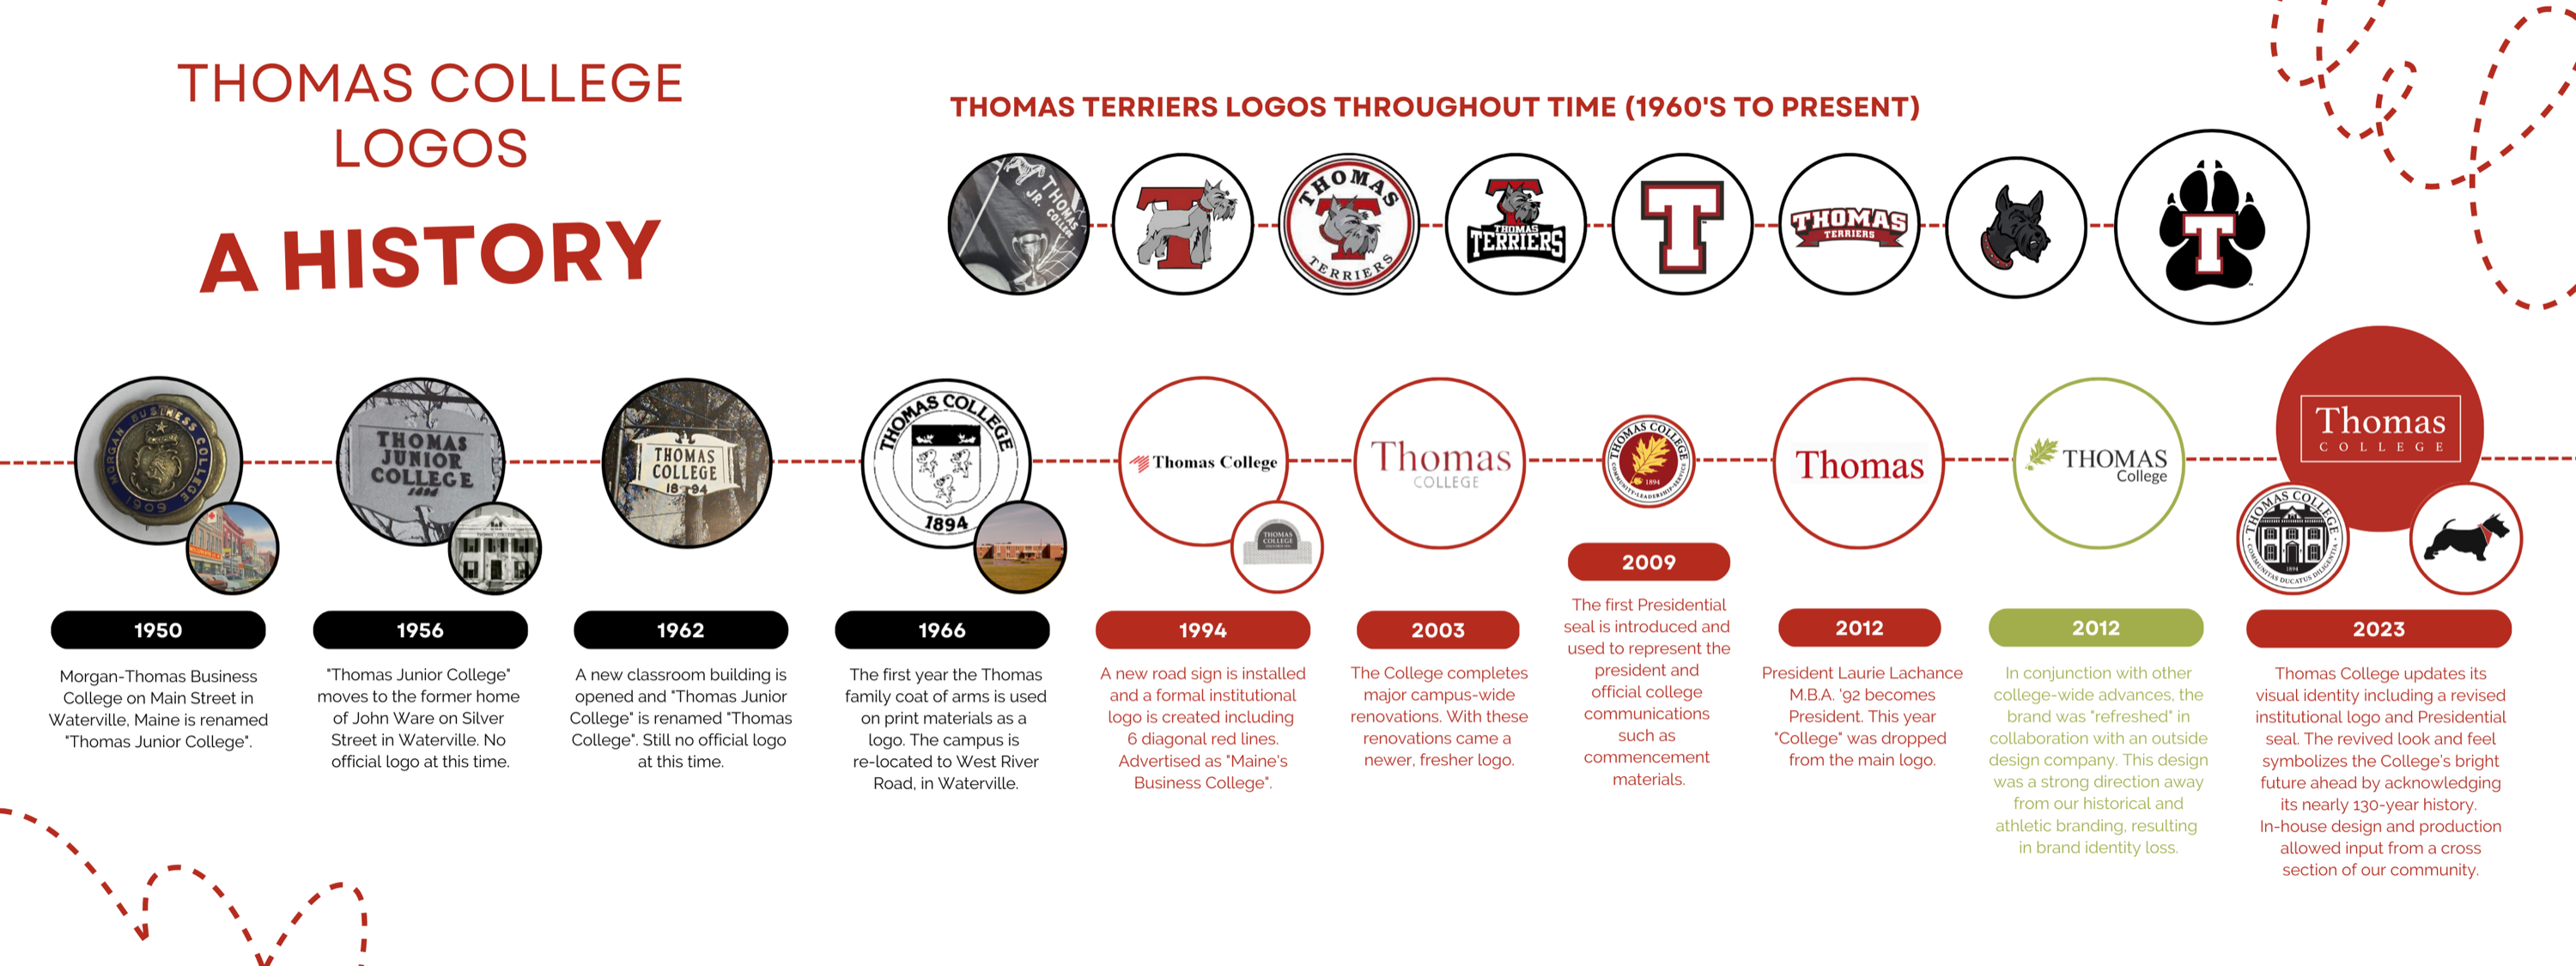 THOMAS COLLEGE
LOGOS
A HISTORY
THOMAS TERRIERS LOGOS THROUGHOUT TIME (1960'S TO PRESENT)
THOMAS
JR. COLLEGE
T
THOMAS
TERRIERS
T
THOMAS
TERRIERS
T
THOMAS
TERRIERS
T
MORGAN BUSINESS COLLEGE
1909
THOMAS
JUNIOR
COLLEGE
1894
THOMAS COLLEGE
THOMAS
COLLEGE
18-94
THOMAS COLLEGE
1894
Thomas College
THOMAS
COLLEGE
Thomas
COLLEGE
THOMAS COLLEGE
1894
COMMUNITY·LEADERSHIP·SERVICE
Thomas
THOMAS
College
Thomas
COLLEGE
THOMAS COLLEGE
1894
COMMUNITAS DUCATUS DILIGENTIA
1950
Morgan-Thomas Business
College on Main Street in
Waterville, Maine is renamed
"Thomas Junior College".
1956
"Thomas Junior College"
moves to the former home
of John Ware on Silver
Street in Waterville. No
official logo at this time.
1962
A new classroom building is
opened and "Thomas Junior
College" is renamed "Thomas
College". Still no official logo
at this time.
1966
The first year the Thomas
family coat of arms is used
on print materials as a
logo. The campus is
re-located to West River
Road, in Waterville.
1994
A new road sign is installed
and a formal institutional
logo is created including
6 diagonal red lines.
Advertised as "Maine's
Business College".
2003
The College completes
major campus-wide
renovations. With these
renovations came a
newer, fresher logo.
2009
The first Presidential
seal is introduced and
used to represent the
president and
official college
communications
such as
commencement
materials.
2012
President Laurie Lachance
M.B.A. '92 becomes
President. This year
"College" was dropped
from the main logo.
2012
In conjunction with other
college-wide advances, the
brand was "refreshed" in
collaboration with an outside
design company. This design
was a strong direction away
from our historical and
athletic branding, resulting
in brand identity loss.
2023
Thomas College updates its
visual identity including a revised
institutional logo and Presidential
seal. The revived look and feel
symbolizes the College's bright
future ahead by acknowledging
its nearly 130-year history.
In-house design and production
allowed input from a cross
section of our community.